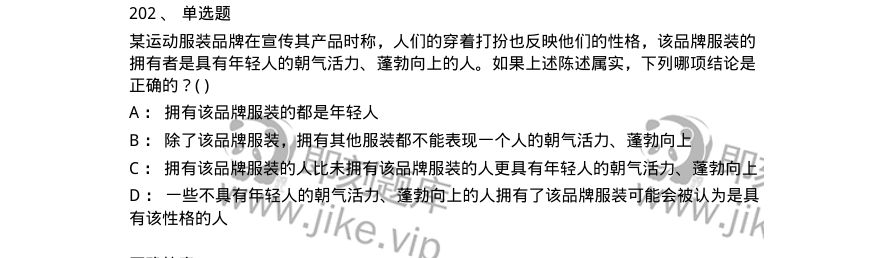 202 、 单选题
某运动服装品牌在宣传其产品时称，人们的穿着打扮也反映他们的性格，该品牌服装的
拥有者是具有年轻人的朝气活力、蓬勃向上的人。如果上述陈述属实，下列哪项结论是
正确的？( )
A ： 拥有该品牌服装的都是年轻人
B ： 除了该品牌服装，拥有其他服装都不能表现一个人的朝气活力、蓬勃向上
C ： 拥有该品牌服装的人比未拥有该品牌服装的人更具有年轻人的朝气活力、蓬勃向上
D ： 一些不具有年轻人的朝气活力、蓬勃向上的人拥有了该品牌服装可能会被认为是具
有该性格的人
即刻题库
www.jike.vip
即刻
www.ji